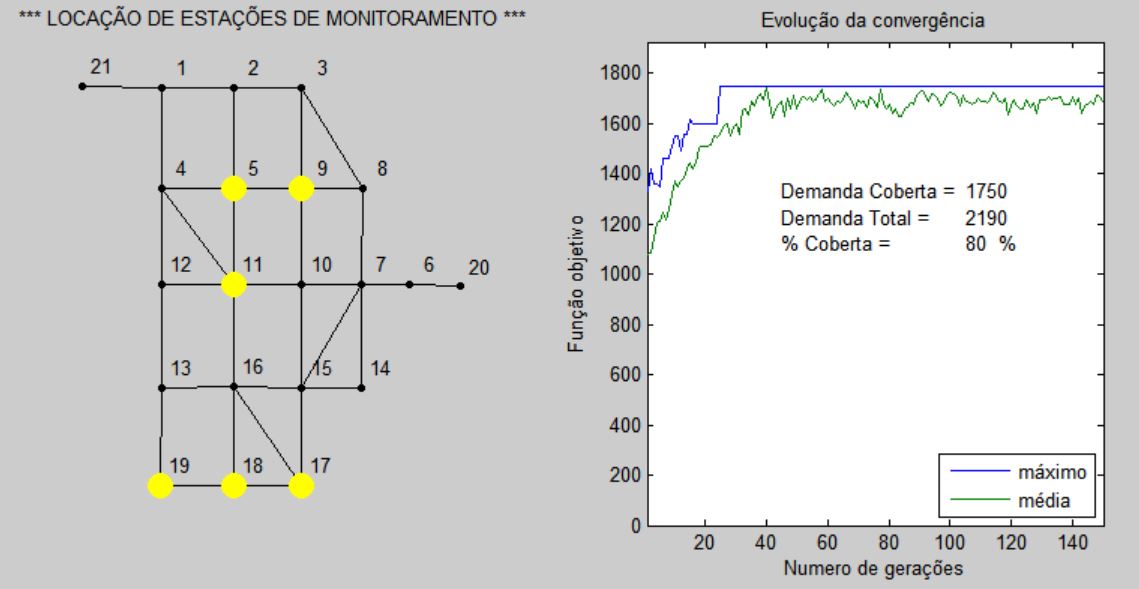 *** LOCAÇÃO DE ESTAÇÕES DE MONITORAMENTO ***
21 1 2 3
4 5 9 8
12 11 10 7 6 20
13 16 15 14
19 18 17
Evolução da convergência
1800
1600
1400
1200
1000
800
600
400
200
0
Função objetivo
Demanda Coberta = 1750
Demanda Total = 2190
% Coberta = 80 %
máximo
média
20 40 60 80 100 120 140
Numero de gerações